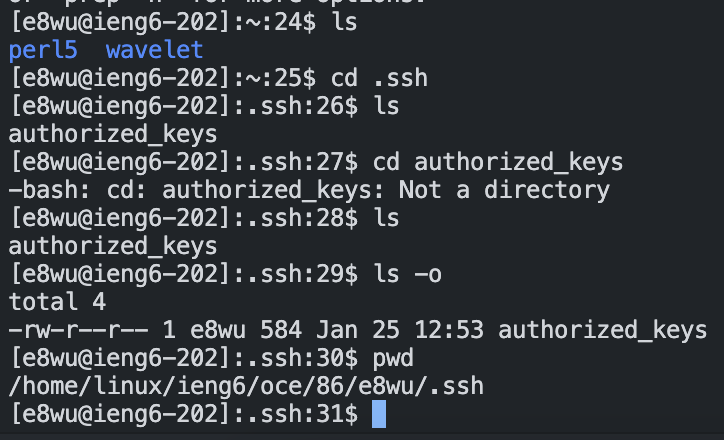 [e8wu@ieng6-202]:~:24$ ls
perl5  wavelet
[e8wu@ieng6-202]:~:25$ cd .ssh
[e8wu@ieng6-202]:.ssh:26$ ls
authorized_keys
[e8wu@ieng6-202]:.ssh:27$ cd authorized_keys
-bash: cd: authorized_keys: Not a directory
[e8wu@ieng6-202]:.ssh:28$ ls
authorized_keys
[e8wu@ieng6-202]:.ssh:29$ ls -o
total 4
-rw-r--r-- 1 e8wu 584 Jan 25 12:53 authorized_keys
[e8wu@ieng6-202]:.ssh:30$ pwd
/home/linux/ieng6/oce/86/e8wu/.ssh
[e8wu@ieng6-202]:.ssh:31$